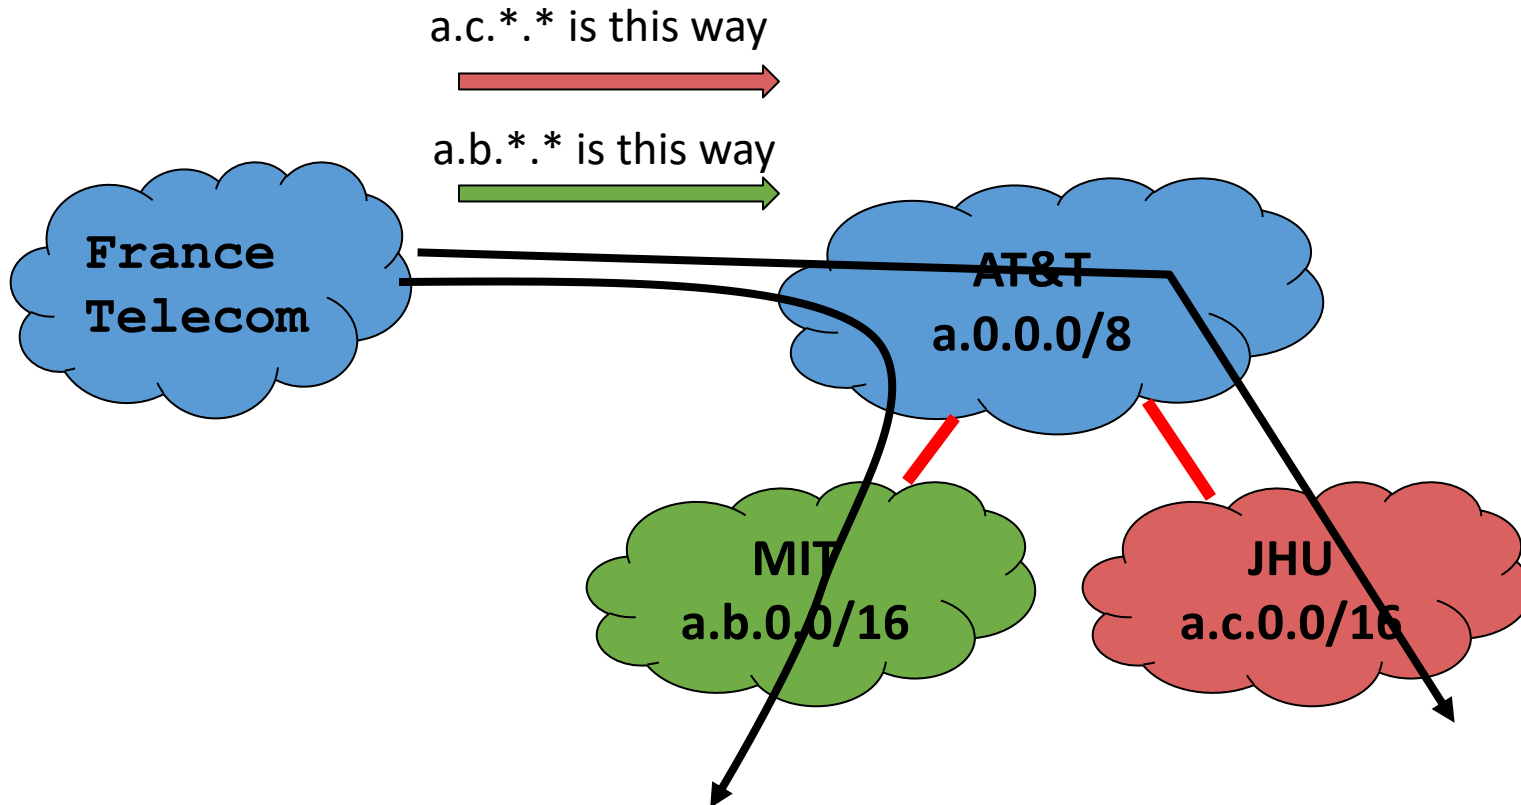 a.c.*.* is this way
a.b.*.* is this way
France
Telecom
AT&T
a.0.0.0/8
MIT
a.b.0.0/16
JHU
a.c.0.0/16